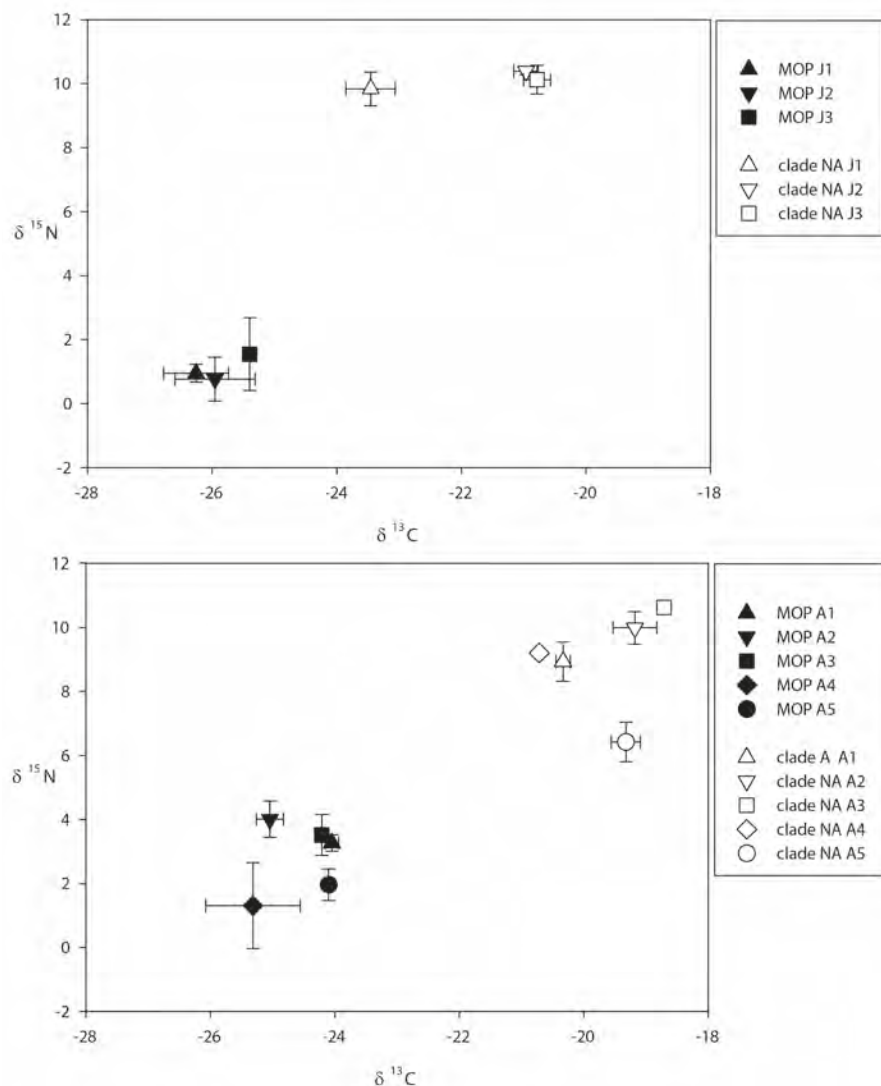 12
10
8
6
4
2
0
-2
δ 15N
-28 -26 -24 -22 -20 -18
δ 13C
MOP J1
MOP J2
MOP J3
clade NA J1
clade NA J2
clade NA J3
12
10
8
6
4
2
0
-2
δ 15N
-28 -26 -24 -22 -20 -18
δ 13C
MOP A1
MOP A2
MOP A3
MOP A4
MOP A5
clade A A1
clade NA A2
clade NA A3
clade NA A4
clade NA A5